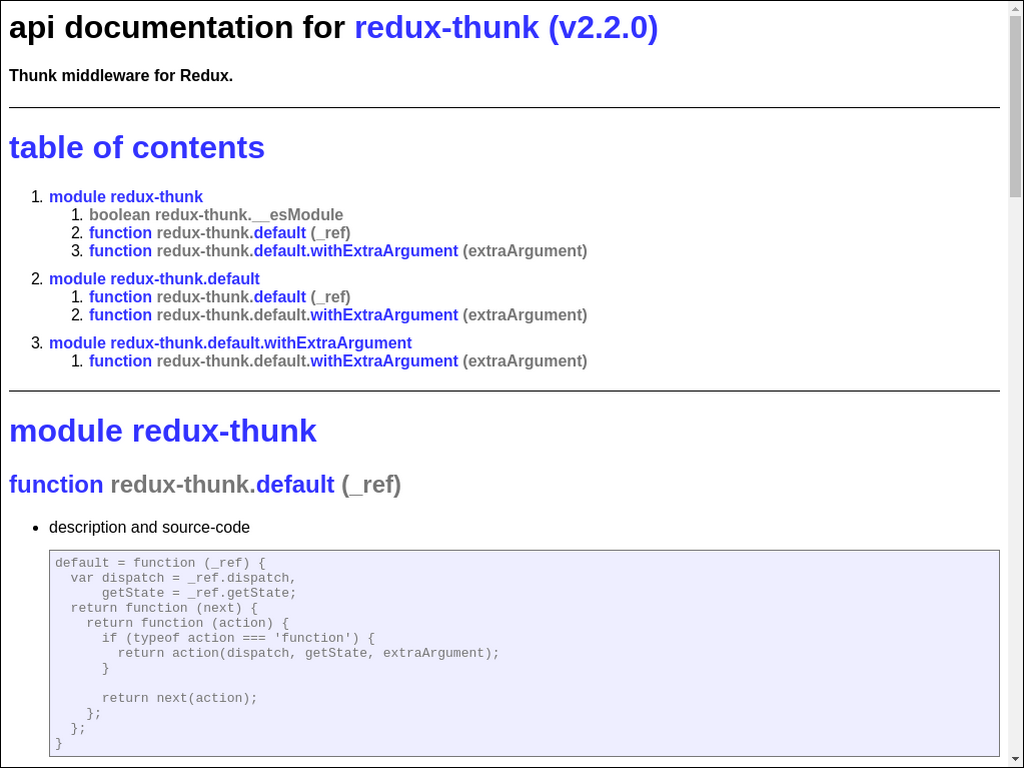 api documentation for redux-thunk (v2.2.0)
Thunk middleware for Redux.
table of contents
1. module redux-thunk
1. boolean redux-thunk.__esModule
2. function redux-thunk.default (_ref)
3. function redux-thunk.default.withExtraArgument (extraArgument)
2. module redux-thunk.default
1. function redux-thunk.default (_ref)
2. function redux-thunk.default.withExtraArgument (extraArgument)
3. module redux-thunk.default.withExtraArgument
1. function redux-thunk.default.withExtraArgument (extraArgument)
module redux-thunk
function redux-thunk.default (_ref)
• description and source-code
default = function (_ref) {
  var dispatch = _ref.dispatch,
      getState = _ref.getState;
  return function (next) {
    return function (action) {
      if (typeof action === 'function') {
        return action(dispatch, getState, extraArgument);
      }

      return next(action);
    };
  };
}